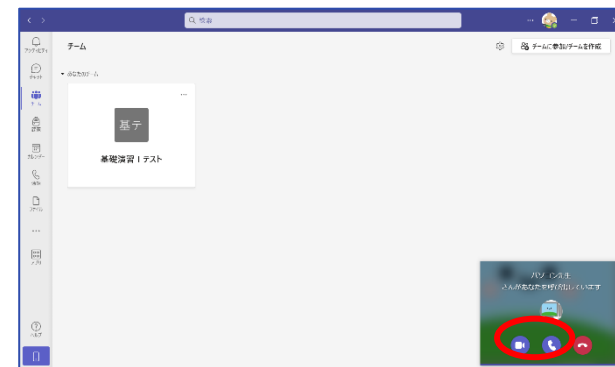 検索
アクティビティ
チーム
チームに参加/チームを作成
チャット
あなたのチーム
チーム
課題
カレンダー
通話
ファイル
アプリ
ヘルプ
基テ
基礎演習Ⅰテスト
パソコン先生
さんがあなたを呼び出しています